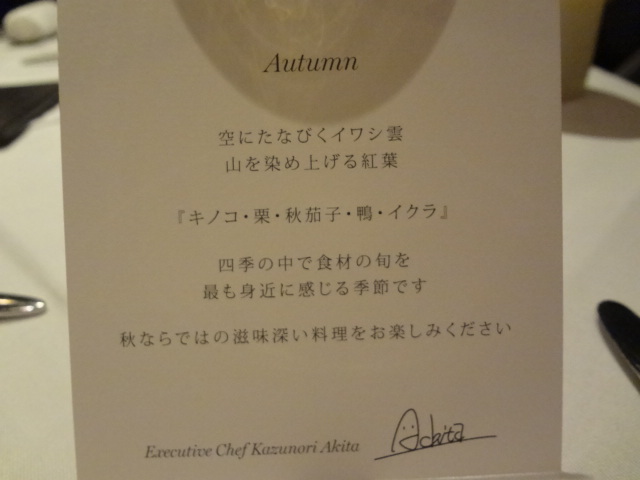 Autumn
空にたなびくイワシ雲
山を染め上げる紅葉
『キノコ・栗・秋茄子・鴨・イクラ』
四季の中で食材の旬を
最も身近に感じる季節です
秋ならではの滋味深い料理をお楽しみください
Executive Chef Kazunori Akita
Akita